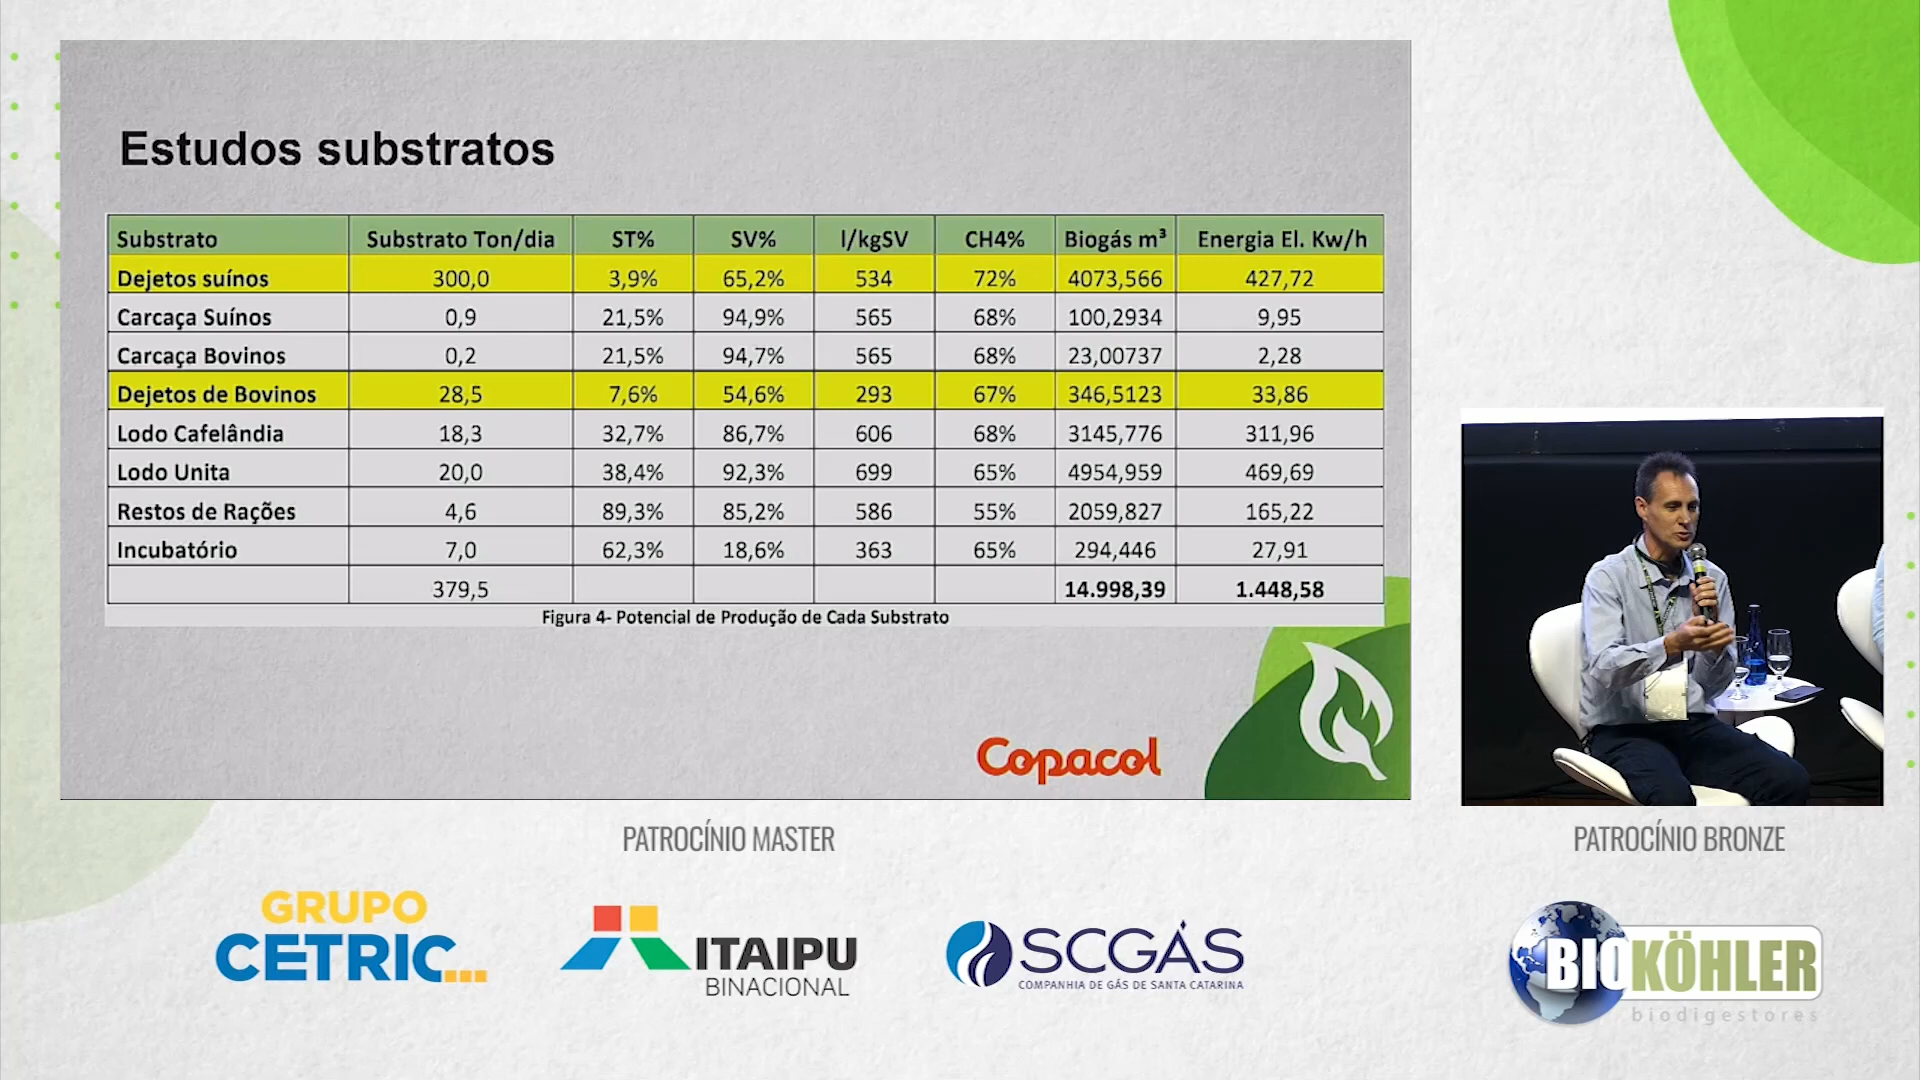 Estudos substratos
Substrato Substrato Ton/dia ST% SV% l/kgSV CH4% Biogás m³ Energia El. Kw/h
Dejetos suínos 300,0 3,9% 65,2% 534 72% 4073,566 427,72
Carcaça Suínos 0,9 21,5% 94,9% 565 68% 100,2934 9,95
Carcaça Bovinos 0,2 21,5% 94,7% 565 68% 23,00737 2,28
Dejetos de Bovinos 28,5 7,6% 54,6% 293 67% 346,5123 33,86
Lodo Cafelândia 18,3 32,7% 86,7% 606 68% 3145,776 311,96
Lodo Unita 20,0 38,4% 92,3% 699 65% 4954,959 469,69
Restos de Rações 4,6 89,3% 85,2% 586 55% 2059,827 165,22
Incubatório 7,0 62,3% 18,6% 363 65% 294,446 27,91
379,5 14.998,39 1.448,58
Figura 4- Potencial de Produção de Cada Substrato
Copacol
PATROCÍNIO MASTER
PATROCÍNIO BRONZE
GRUPO
CETRIC...
ITAIPU
BINACIONAL
SCGÁS
COMPANHIA DE GÁS DE SANTA CATARINA
BIOKÖHLER
biodigestores